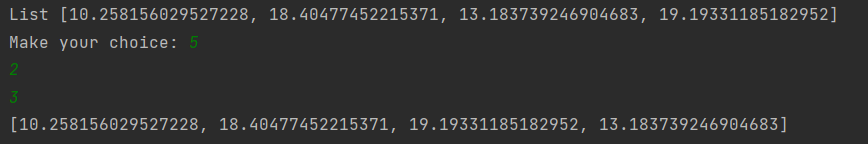 List [10.258156029527228, 18.40477452215371, 13.183739246904683, 19.19331185182952]
Make your choice: 5
2
3
[10.258156029527228, 18.40477452215371, 19.19331185182952, 13.183739246904683]